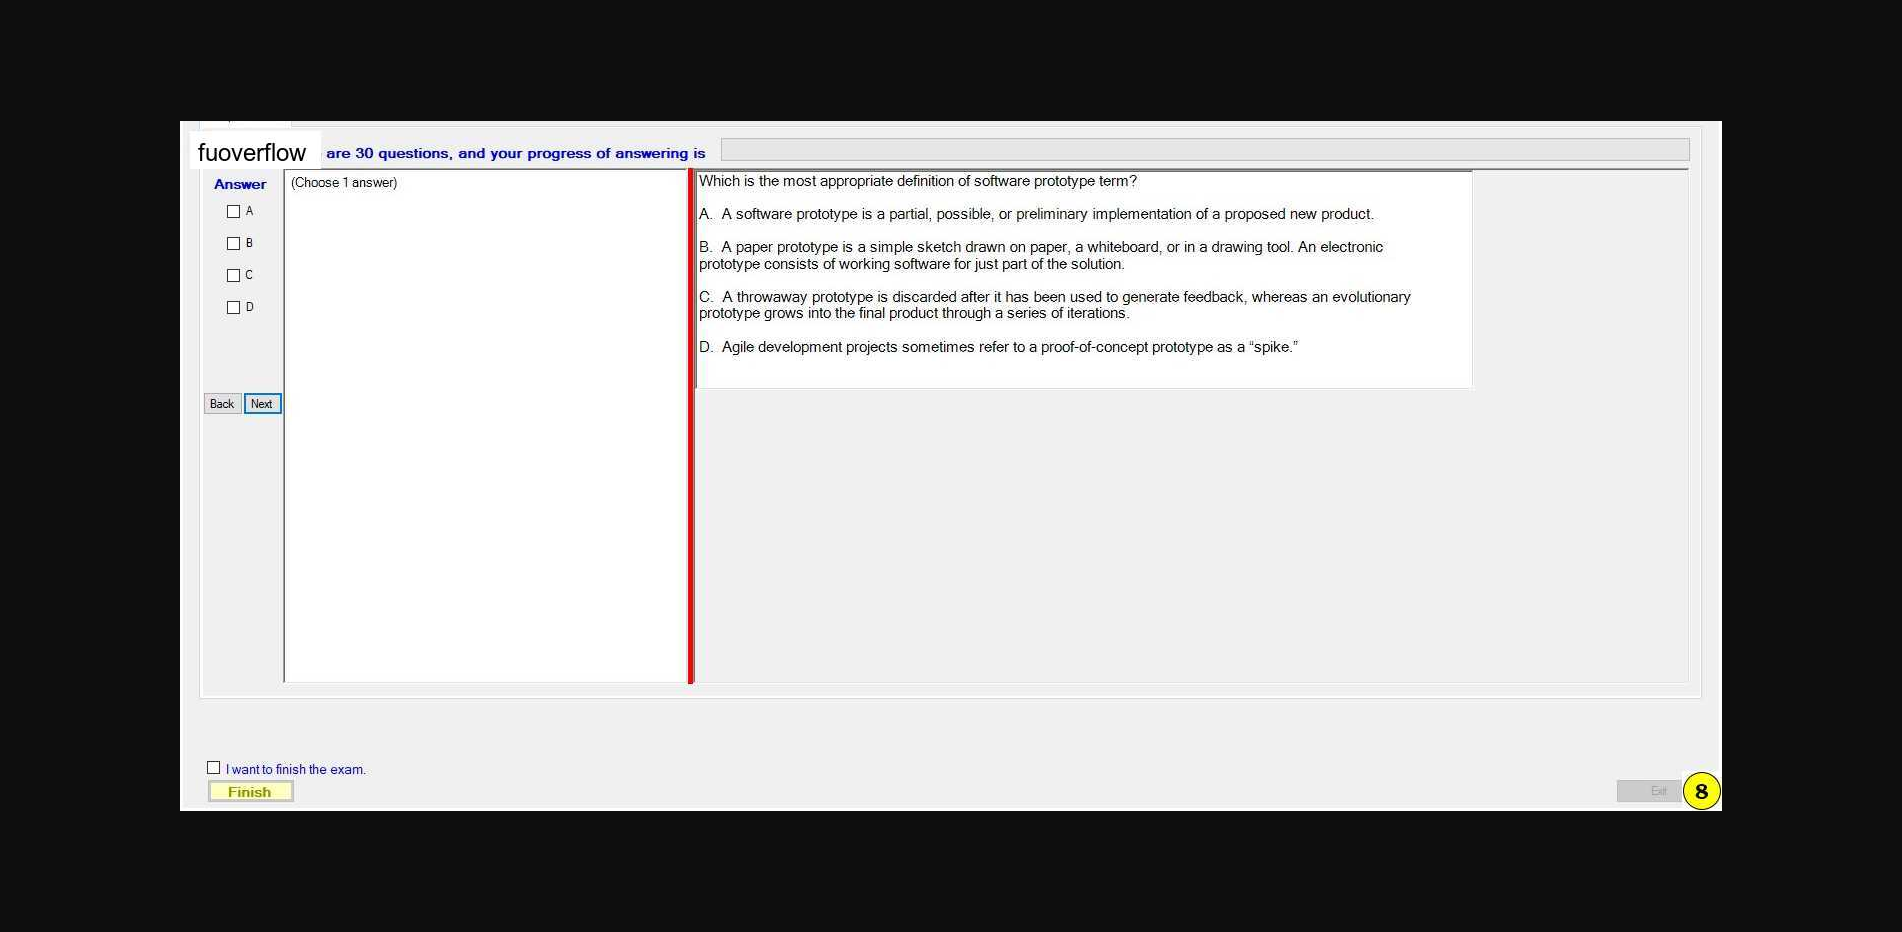 fuoverflow are 30 questions, and your progress of answering is
Answer
(Choose 1 answer)
A
B
C
D
Back Next
Which is the most appropriate definition of software prototype term?
A. A software prototype is a partial, possible, or preliminary implementation of a proposed new product.
B. A paper prototype is a simple sketch drawn on paper, a whiteboard, or in a drawing tool. An electronic
prototype consists of working software for just part of the solution.
C. A throwaway prototype is discarded after it has been used to generate feedback, whereas an evolutionary
prototype grows into the final product through a series of iterations.
D. Agile development projects sometimes refer to a proof-of-concept prototype as a “spike.”
I want to finish the exam.
Finish
Exit
8